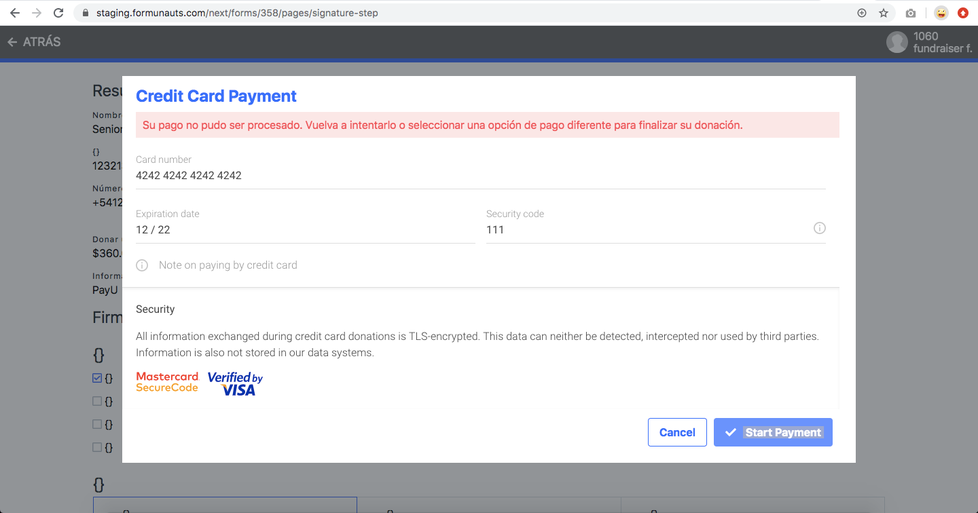 staging.formunauts.com/next/forms/358/pages/signature-step
ATRÁS
1060
fundraiser f.
Resu
Credit Card Payment
Su pago no pudo ser procesado. Vuelva a intentarlo o seleccionar una opción de pago diferente para finalizar su donación.
Nombr
Senior
{}
12321
Númer
+5412
Card number
4242 4242 4242 4242
Expiration date
12 / 22
Security code
111
Donar
$360.
Note on paying by credit card
Inform
PayU
Firm
Security
All information exchanged during credit card donations is TLS-encrypted. This data can neither be detected, intercepted nor used by third parties.
Information is also not stored in our data systems.
Mastercard
SecureCode
Verified by
VISA
{}
{}
{}
{}
{}
Cancel
Start Payment
{}
{}
{}
{}